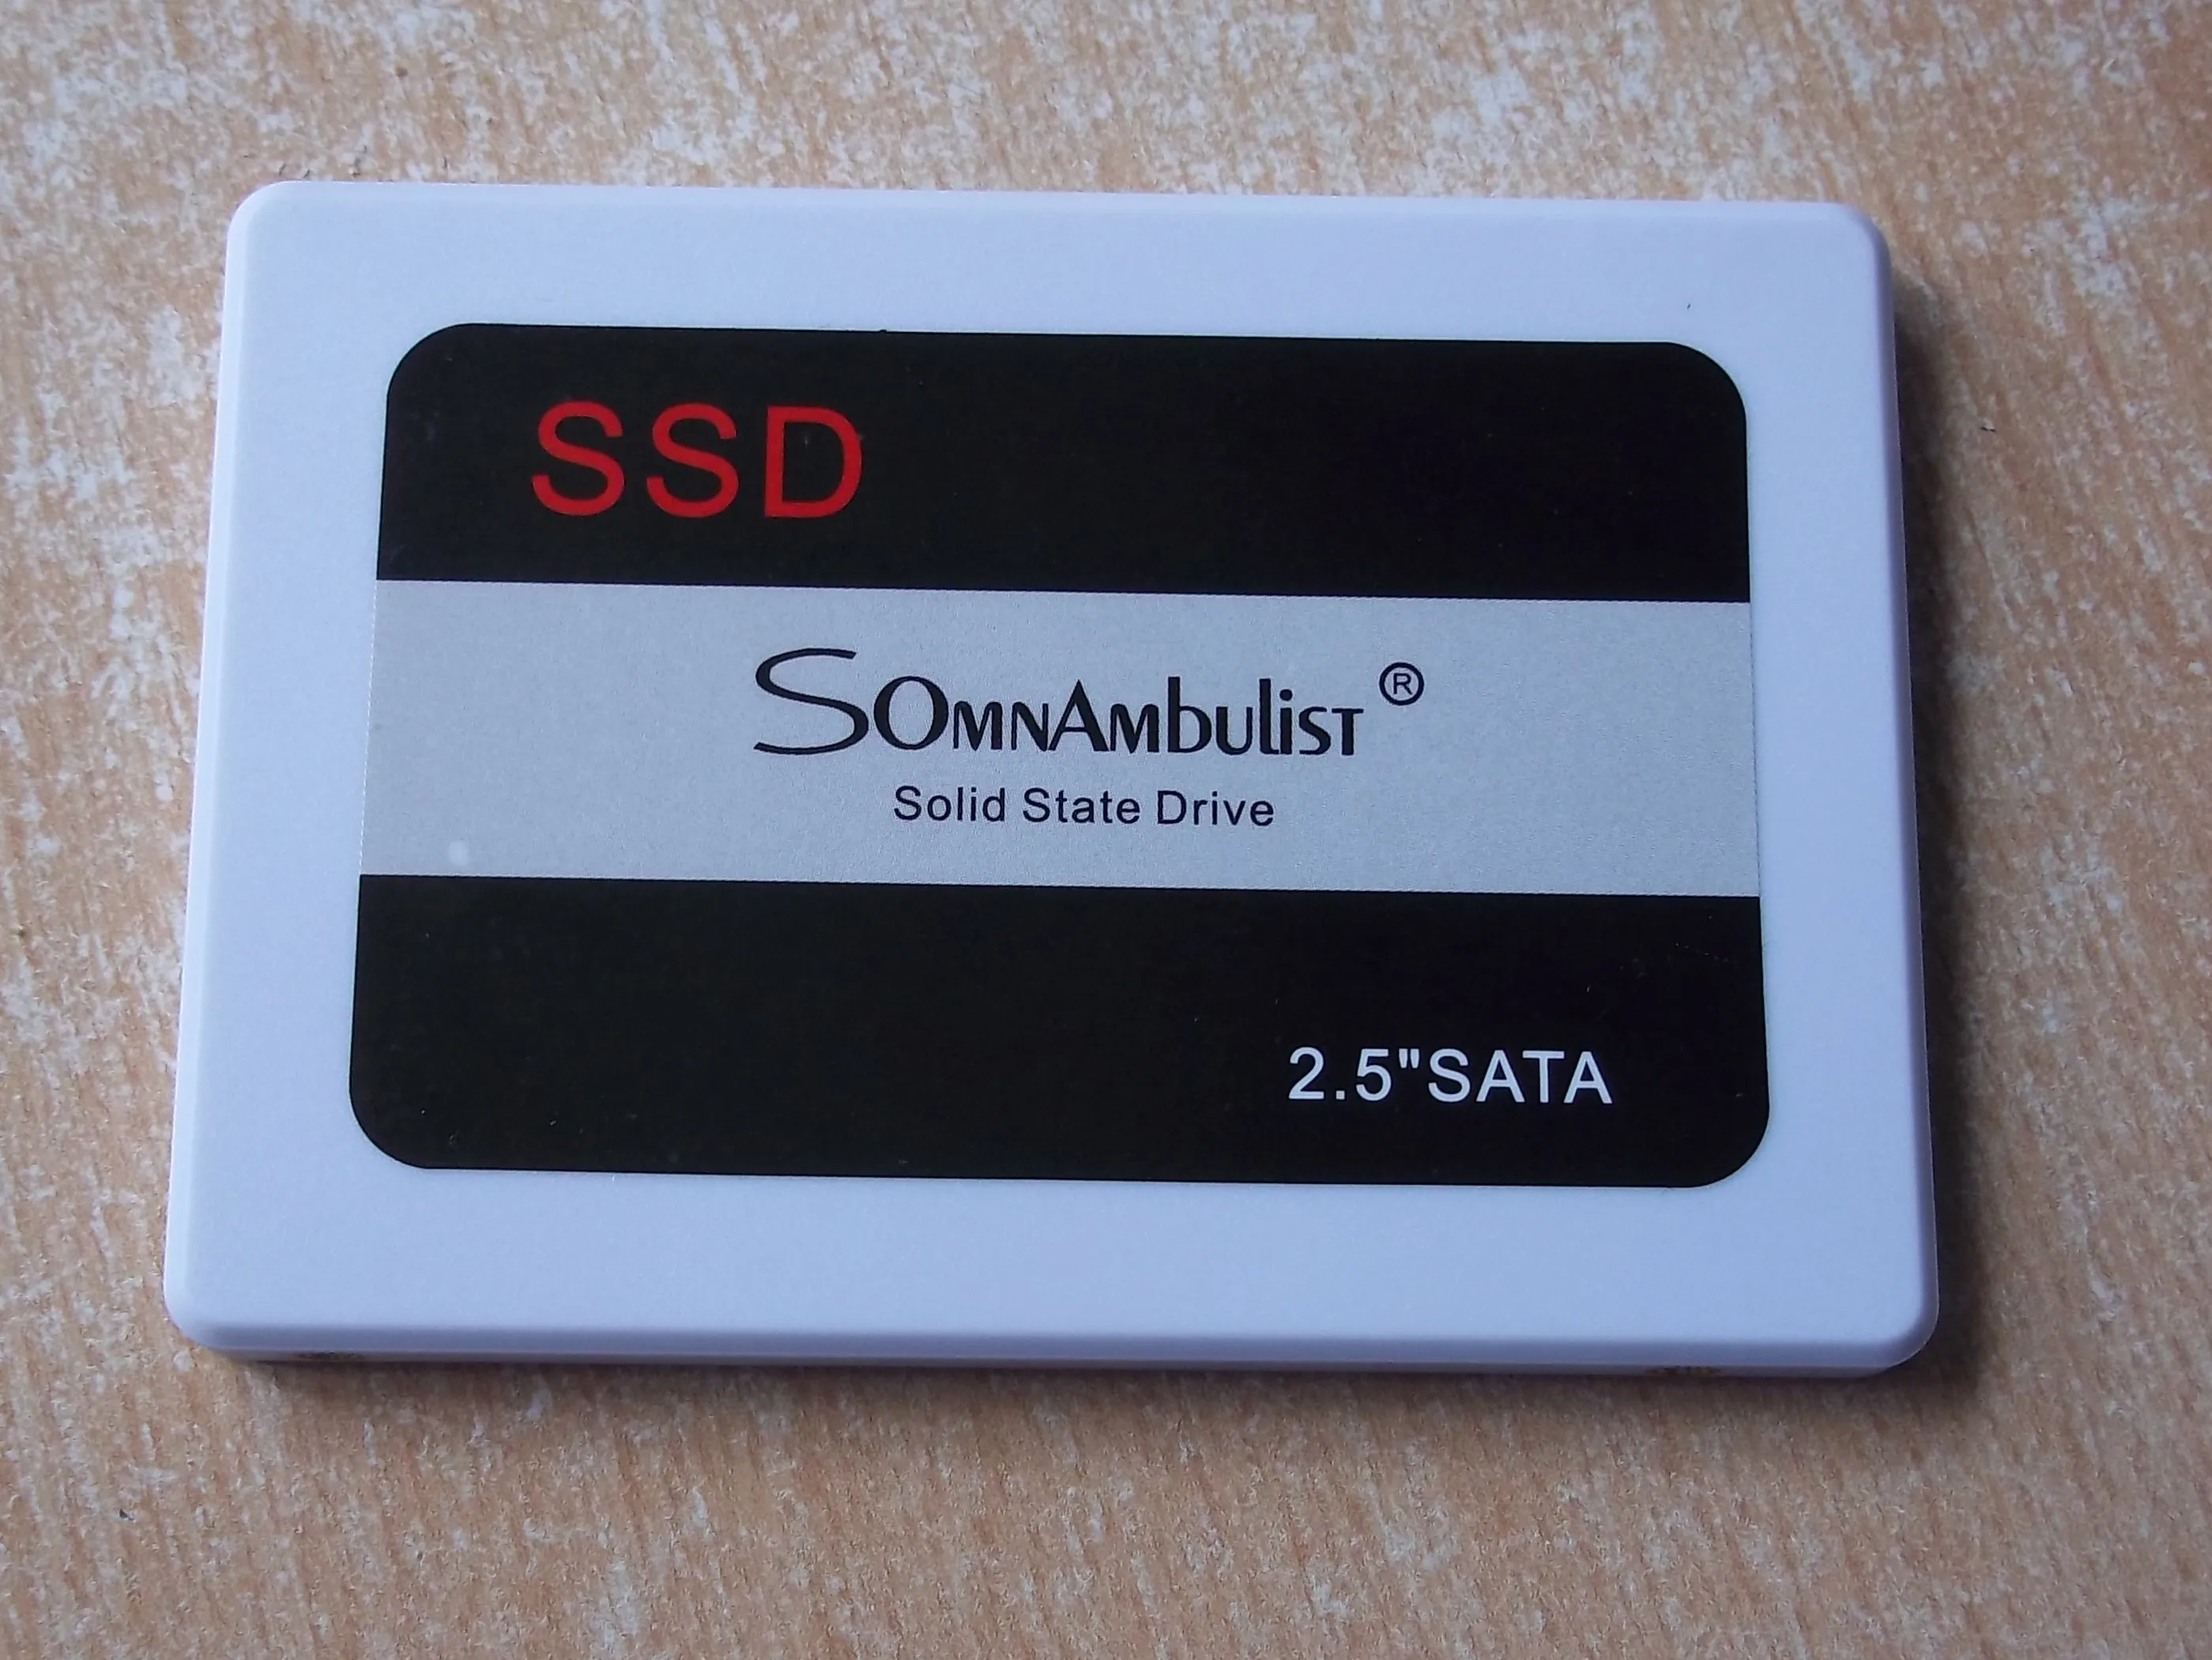 SSD
SOmnAmbulist ®
Solid State Drive
2.5"SATA